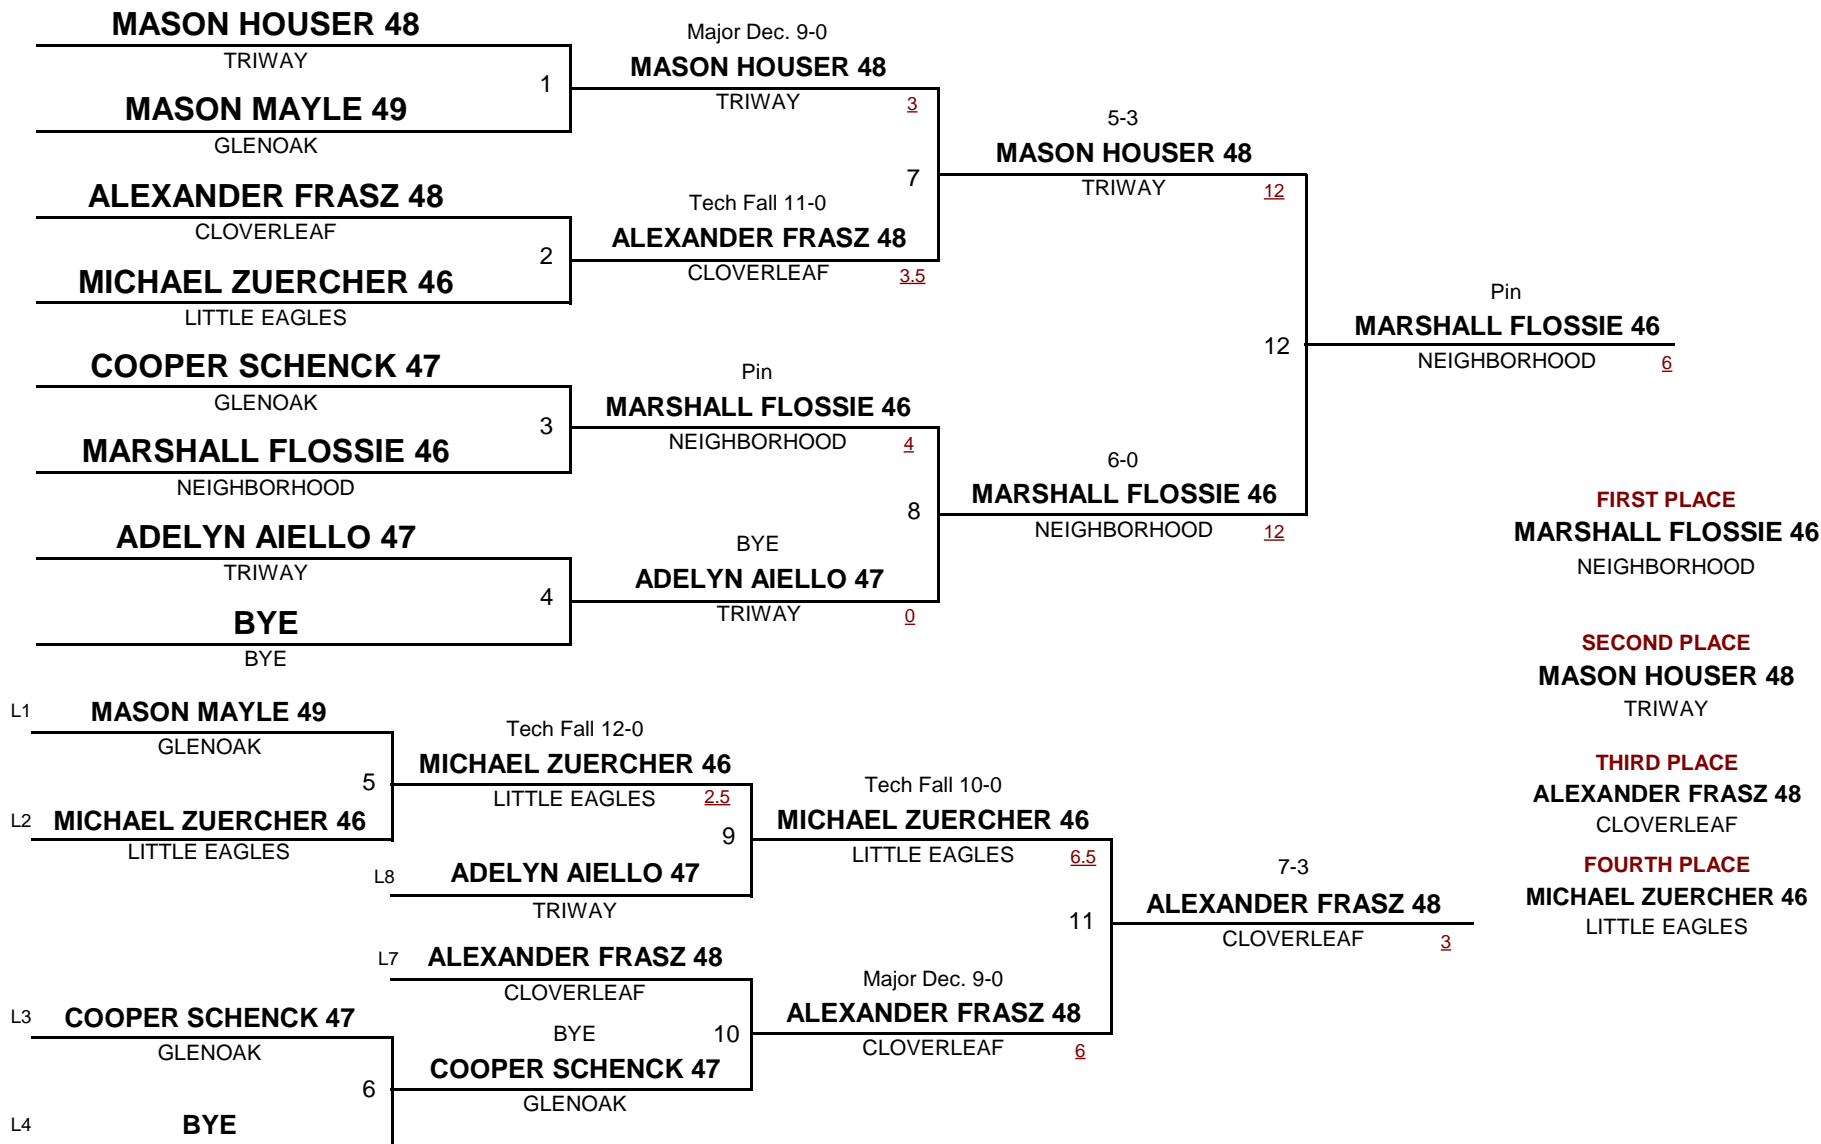 MASON HOUSER 48
TRIWAY
1
MASON MAYLE 49
GLENOAK
ALEXANDER FRASZ 48
CLOVERLEAF
2
MICHAEL ZUERCHER 46
LITTLE EAGLES
COOPER SCHENCK 47
GLENOAK
3
MARSHALL FLOSSIE 46
NEIGHBORHOOD
ADELYN AIELLO 47
TRIWAY
4
BYE
BYE
Major Dec. 9-0
MASON HOUSER 48
TRIWAY 3
7
Tech Fall 11-0
ALEXANDER FRASZ 48
CLOVERLEAF 3.5
Pin
MARSHALL FLOSSIE 46
NEIGHBORHOOD 4
8
BYE
ADELYN AIELLO 47
TRIWAY 0
5-3
MASON HOUSER 48
TRIWAY 12
12
6-0
MARSHALL FLOSSIE 46
NEIGHBORHOOD 12
Pin
MARSHALL FLOSSIE 46
NEIGHBORHOOD 6
FIRST PLACE
MARSHALL FLOSSIE 46
NEIGHBORHOOD
SECOND PLACE
MASON HOUSER 48
TRIWAY
THIRD PLACE
ALEXANDER FRASZ 48
CLOVERLEAF
FOURTH PLACE
MICHAEL ZUERCHER 46
LITTLE EAGLES
L1 MASON MAYLE 49
GLENOAK
5
L2 MICHAEL ZUERCHER 46
LITTLE EAGLES
L3 COOPER SCHENCK 47
GLENOAK
6
L4 BYE
Tech Fall 12-0
MICHAEL ZUERCHER 46
LITTLE EAGLES 2.5
9
L8 ADELYN AIELLO 47
TRIWAY
L7 ALEXANDER FRASZ 48
CLOVERLEAF
BYE 10
COOPER SCHENCK 47
GLENOAK
Tech Fall 10-0
MICHAEL ZUERCHER 46
LITTLE EAGLES 6.5
11
Major Dec. 9-0
ALEXANDER FRASZ 48
CLOVERLEAF 6
7-3
ALEXANDER FRASZ 48
CLOVERLEAF 3